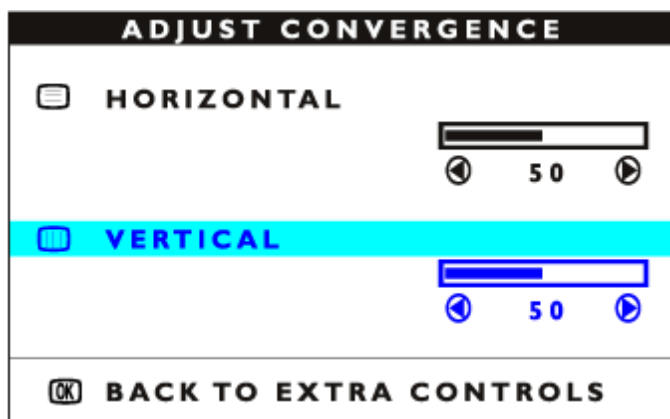 ADJUST CONVERGENCE
HORIZONTAL
50
VERTICAL
50
OK BACK TO EXTRA CONTROLS